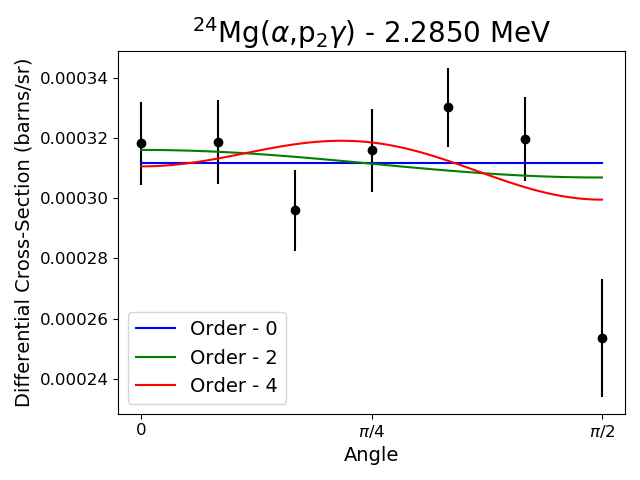 ²⁴Mg(α,p₂γ) - 2.2850 MeV
Differential Cross-Section (barns/sr)
0.00034
0.00032
0.00030
0.00028
0.00026
0.00024
Order - 0
Order - 2
Order - 4
0 π/4 π/2
Angle